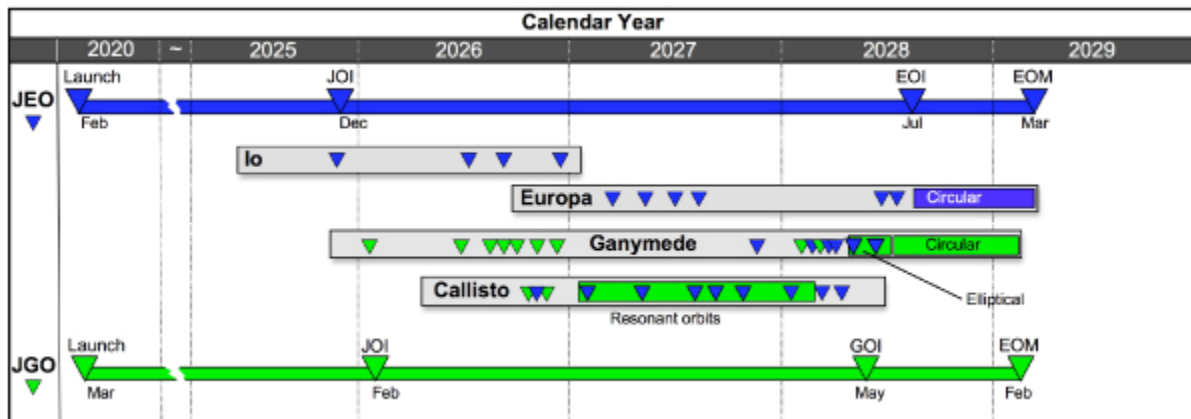 Calendar Year
2020 ~ 2025 2026 2027 2028 2029
Launch JOI EOI EOM
JEO
Feb Dec Jul Mar
Io
Europa Circular
Ganymede Circular
Callisto Elliptical
Resonant orbits
Launch JOI GOI EOM
JGO
Mar Feb May Feb